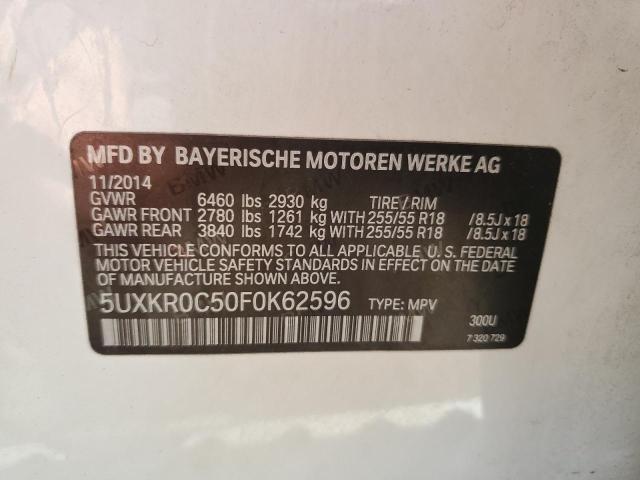 MFD BY BAYERISCHE MOTOREN WERKE AG
11/2014
GVWR 6460 lbs 2930 kg TIRE / RIM
GAWR FRONT 2780 lbs 1261 kg WITH 255/55 R18 /8.5J x 18
GAWR REAR 3840 lbs 1742 kg WITH 255/55 R18 /8.5J x 18
THIS VEHICLE CONFORMS TO ALL APPLICABLE U. S. FEDERAL
MOTOR VEHICLE SAFETY STANDARDS IN EFFECT ON THE DATE
OF MANUFACTURE SHOWN ABOVE.
5UXKR0C50F0K62596 TYPE: MPV
300U
7 320 729